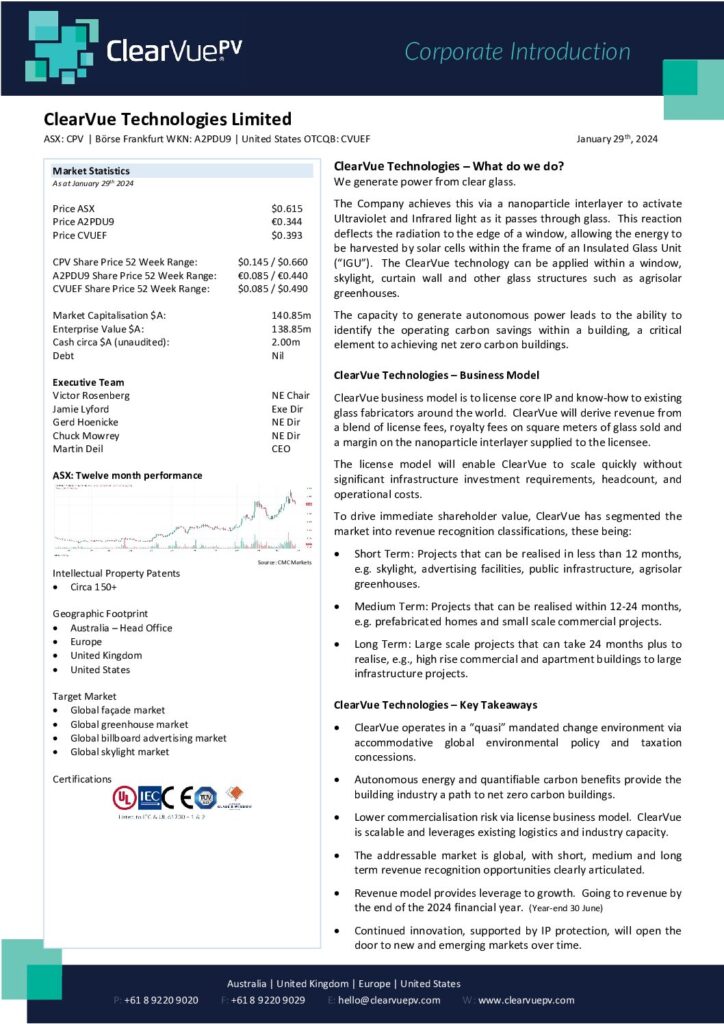 ClearVuePV
Corporate Introduction
ClearVue Technologies Limited
ASX: CPV | Börse Frankfurt WKN: A2PDU9 | United States OTCQB: CVUEF
January 29th, 2024
Market Statistics
As at January 29th 2024
Price ASX $0.615
Price A2PDU9 €0.344
Price CVUEF $0.393
CPV Share Price 52 Week Range: $0.145 / $0.660
A2PDU9 Share Price 52 Week Range: €0.085 / €0.440
CVUEF Share Price 52 Week Range: $0.085 / $0.490
Market Capitalisation $A: 140.85m
Enterprise Value $A: 138.85m
Cash circa $A (unaudited): 2.00m
Debt Nil
Executive Team
Victor Rosenberg NE Chair
Jamie Lyford Exe Dir
Gerd Hoenicke NE Dir
Chuck Mowrey NE Dir
Martin Deil CEO
ASX: Twelve month performance
Source: CMC Markets
Intellectual Property Patents
• Circa 150+
Geographic Footprint
• Australia – Head Office
• Europe
• United Kingdom
• United States
Target Market
• Global façade market
• Global greenhouse market
• Global billboard advertising market
• Global skylight market
Certifications
UL IEC CE TÜV
ClearVue Technologies – What do we do?
We generate power from clear glass.
The Company achieves this via a nanoparticle interlayer to activate
Ultraviolet and Infrared light as it passes through glass. This reaction
deflects the radiation to the edge of a window, allowing the energy to
be harvested by solar cells within the frame of an Insulated Glass Unit
(“IGU”). The ClearVue technology can be applied within a window,
skylight, curtain wall and other glass structures such as agrisolar
greenhouses.
The capacity to generate autonomous power leads to the ability to
identify the operating carbon savings within a building, a critical
element to achieving net zero carbon buildings.
ClearVue Technologies – Business Model
ClearVue business model is to license core IP and know-how to existing
glass fabricators around the world. ClearVue will derive revenue from
a blend of license fees, royalty fees on square meters of glass sold and
a margin on the nanoparticle interlayer supplied to the licensee.
The license model will enable ClearVue to scale quickly without
significant infrastructure investment requirements, headcount, and
operational costs.
To drive immediate shareholder value, ClearVue has segmented the
market into revenue recognition classifications, these being:
• Short Term: Projects that can be realised in less than 12 months,
e.g. skylight, advertising facilities, public infrastructure, agrisolar
greenhouses.
• Medium Term: Projects that can be realised within 12-24 months,
e.g. prefabricated homes and small scale commercial projects.
• Long Term: Large scale projects that can take 24 months plus to
realise, e.g., high rise commercial and apartment buildings to large
infrastructure projects.
ClearVue Technologies – Key Takeaways
• ClearVue operates in a “quasi” mandated change environment via
accommodative global environmental policy and taxation
concessions.
• Autonomous energy and quantifiable carbon benefits provide the
building industry a path to net zero carbon buildings.
• Lower commercialisation risk via license business model. ClearVue
is scalable and leverages existing logistics and industry capacity.
• The addressable market is global, with short, medium and long
term revenue recognition opportunities clearly articulated.
• Revenue model provides leverage to growth. Going to revenue by
the end of the 2024 financial year. (Year-end 30 June)
• Continued innovation, supported by IP protection, will open the
door to new and emerging markets over time.
Australia | United Kingdom | Europe | United States
P: +61 8 9220 9020 F: +61 8 9220 9029 E: hello@clearvuepv.com W: www.clearvuepv.com